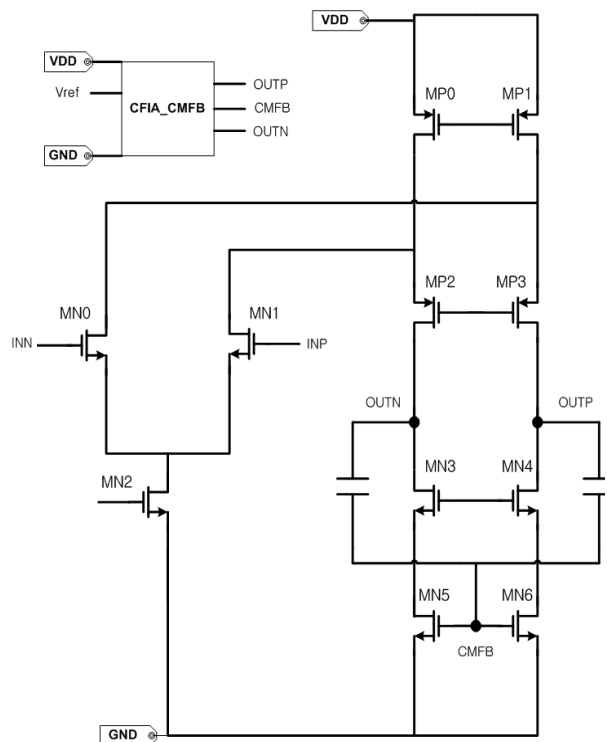 VDD
VDD
OUTP
Vref
CFIA_CMFB
CMFB
OUTN
GND
MP0
MP1
MP2
MP3
MN0
MN1
INN
INP
OUTN
OUTP
MN2
MN3
MN4
MN5
MN6
CMFB
GND